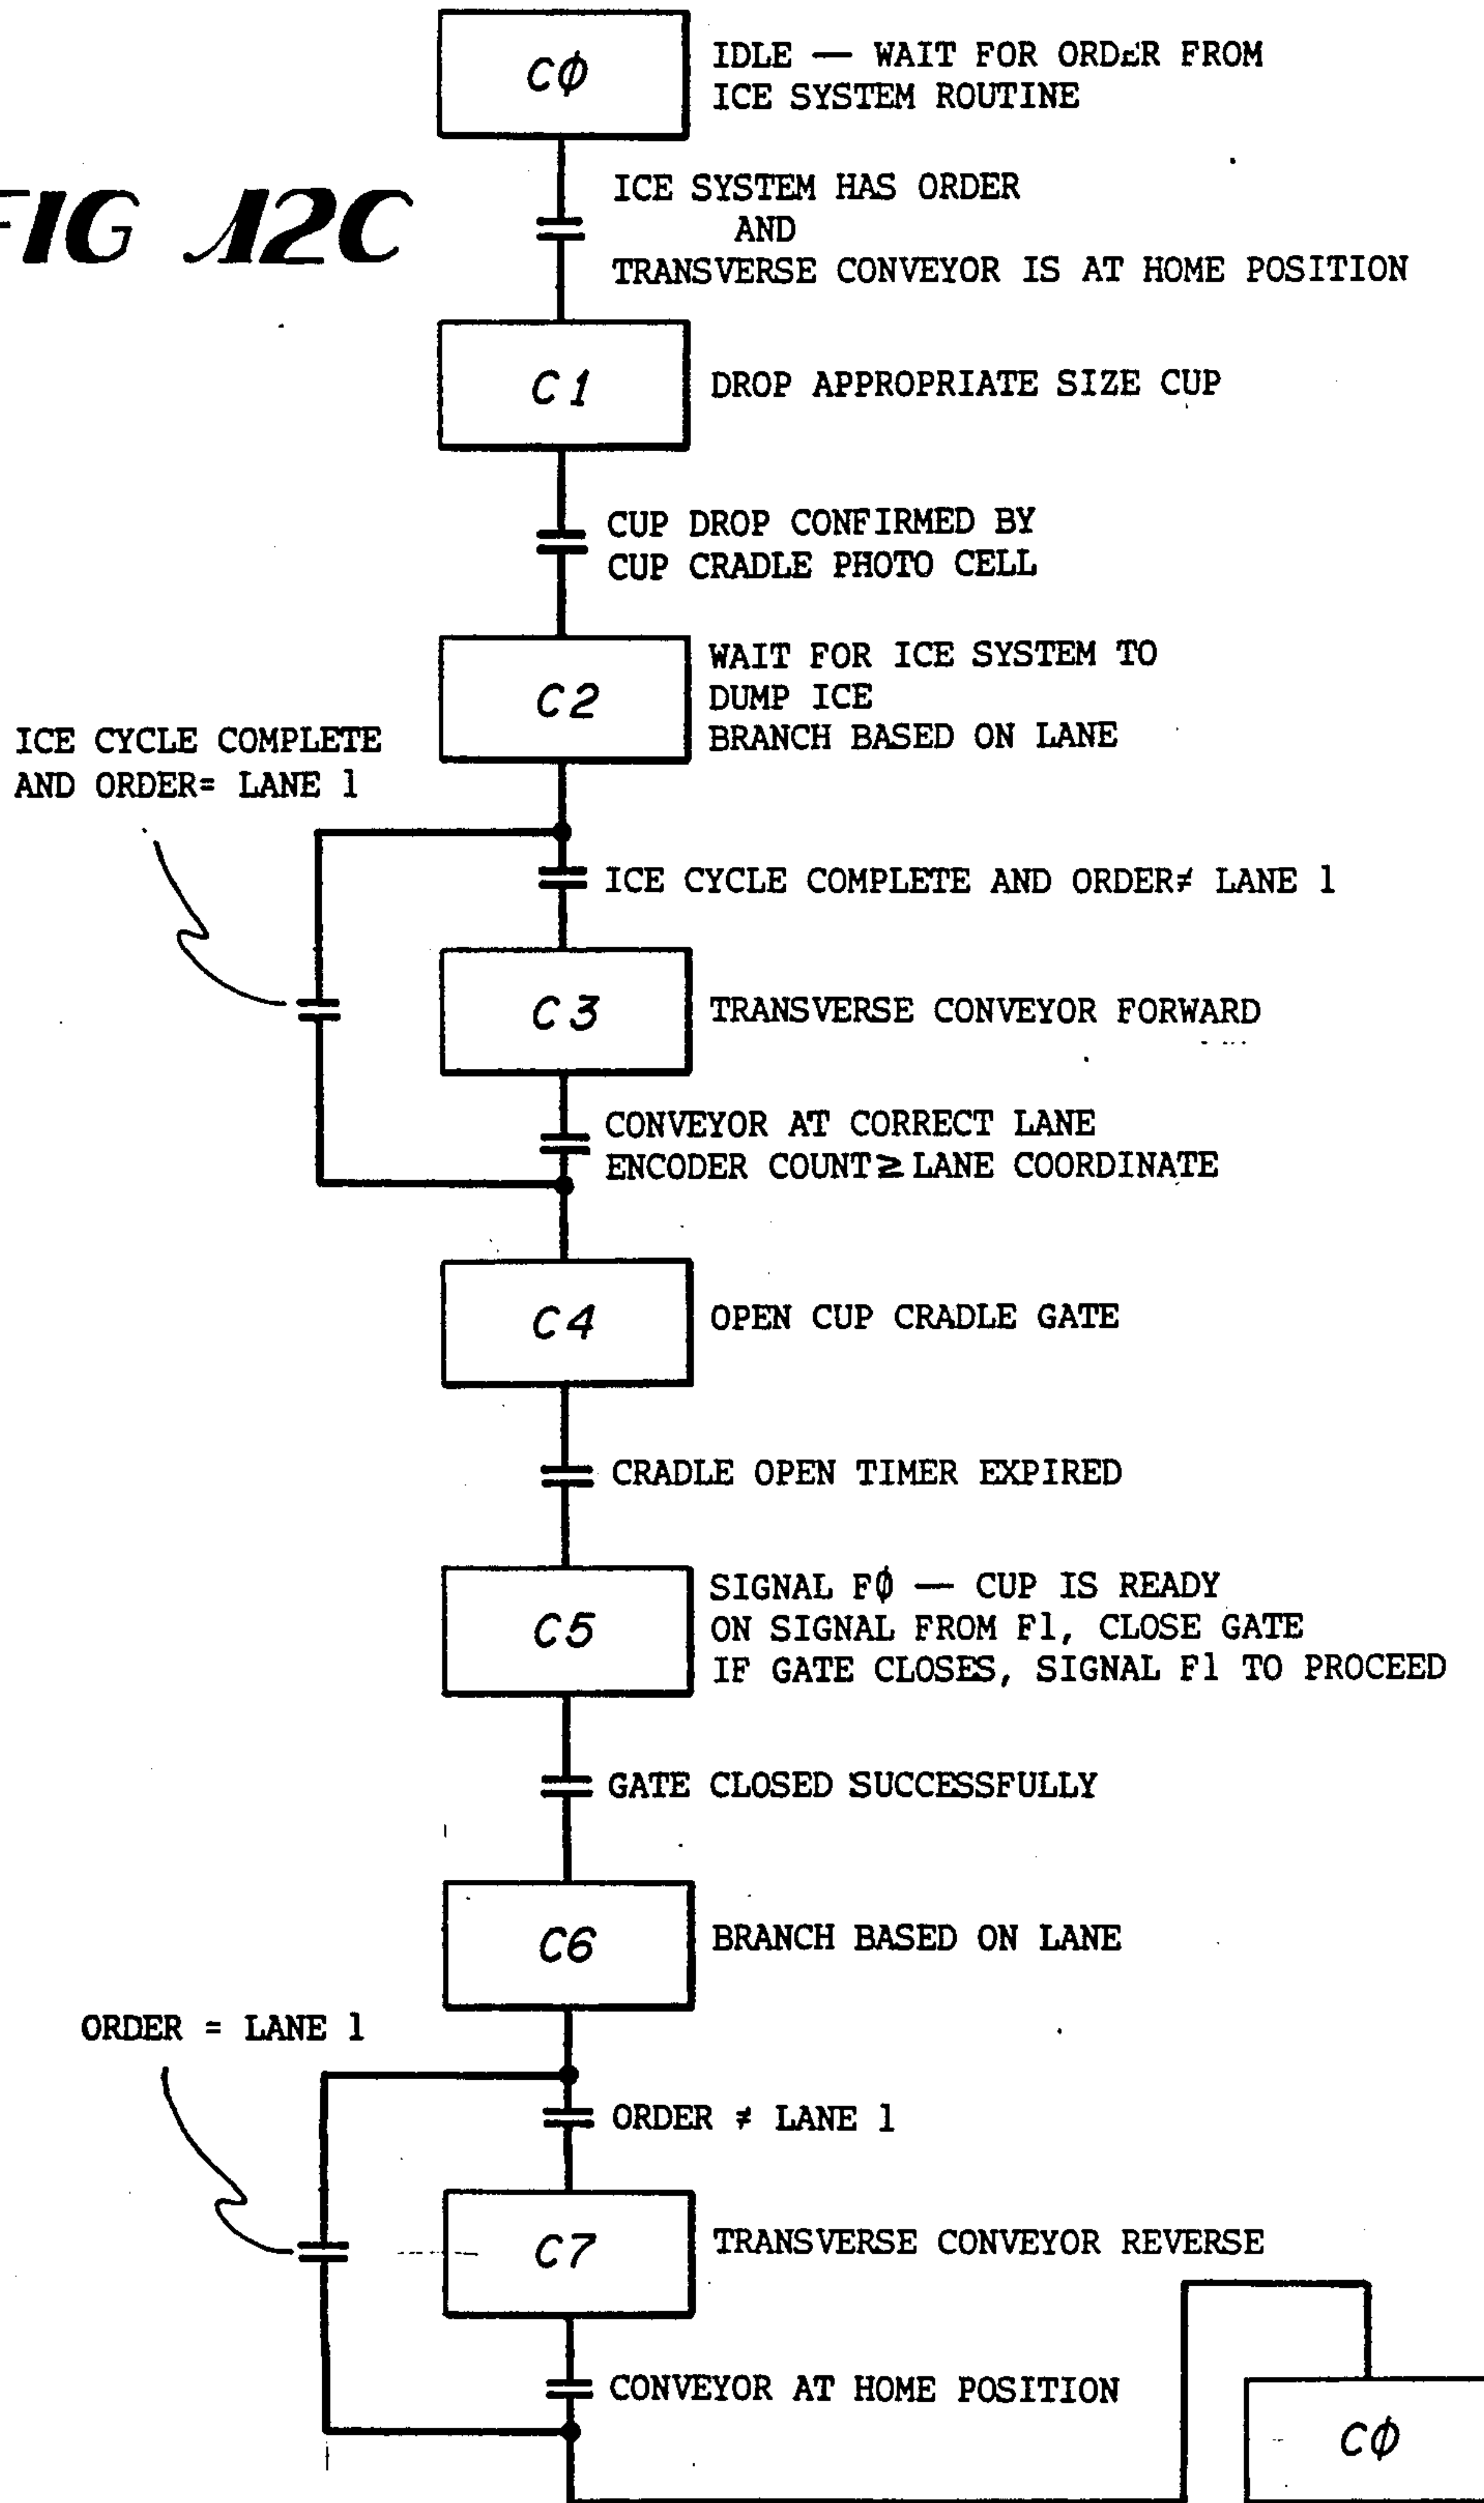 CØ
IDLE — WAIT FOR ORDER FROM
ICE SYSTEM ROUTINE
FIG 12C
ICE SYSTEM HAS ORDER
AND
TRANSVERSE CONVEYOR IS AT HOME POSITION
C1
DROP APPROPRIATE SIZE CUP
CUP DROP CONFIRMED BY
CUP CRADLE PHOTO CELL
C2
WAIT FOR ICE SYSTEM TO
DUMP ICE
BRANCH BASED ON LANE
ICE CYCLE COMPLETE
AND ORDER= LANE 1
ICE CYCLE COMPLETE AND ORDER≠ LANE 1
C3
TRANSVERSE CONVEYOR FORWARD
CONVEYOR AT CORRECT LANE
ENCODER COUNT≥LANE COORDINATE
C4
OPEN CUP CRADLE GATE
CRADLE OPEN TIMER EXPIRED
C5
SIGNAL FØ — CUP IS READY
ON SIGNAL FROM F1, CLOSE GATE
IF GATE CLOSES, SIGNAL F1 TO PROCEED
GATE CLOSED SUCCESSFULLY
C6
BRANCH BASED ON LANE
ORDER = LANE 1
ORDER ≠ LANE 1
C7
TRANSVERSE CONVEYOR REVERSE
CONVEYOR AT HOME POSITION
CØ